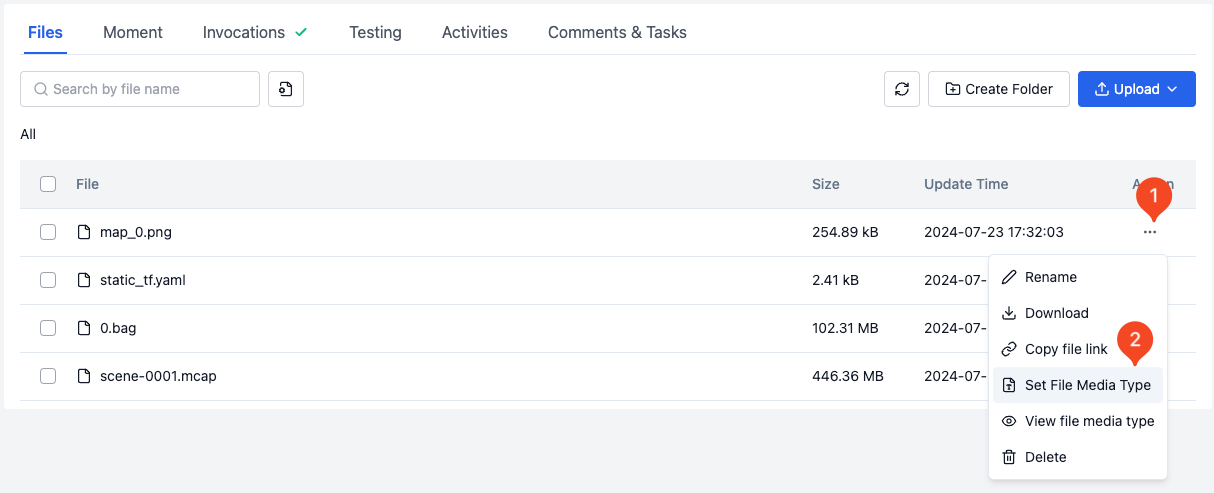 Files Moment Invocations Testing Activities Comments & Tasks
Search by file name Create Folder Upload
All
File Size Update Time
1
map_0.png 254.89 kB 2024-07-23 17:32:03
static_tf.yaml 2.41 kB 2024-07-
Rename
0.bag 102.31 MB 2024-07-
Download
2
Copy file link
scene-0001.mcap 446.36 MB 2024-07-
Set File Media Type
View file media type
Delete